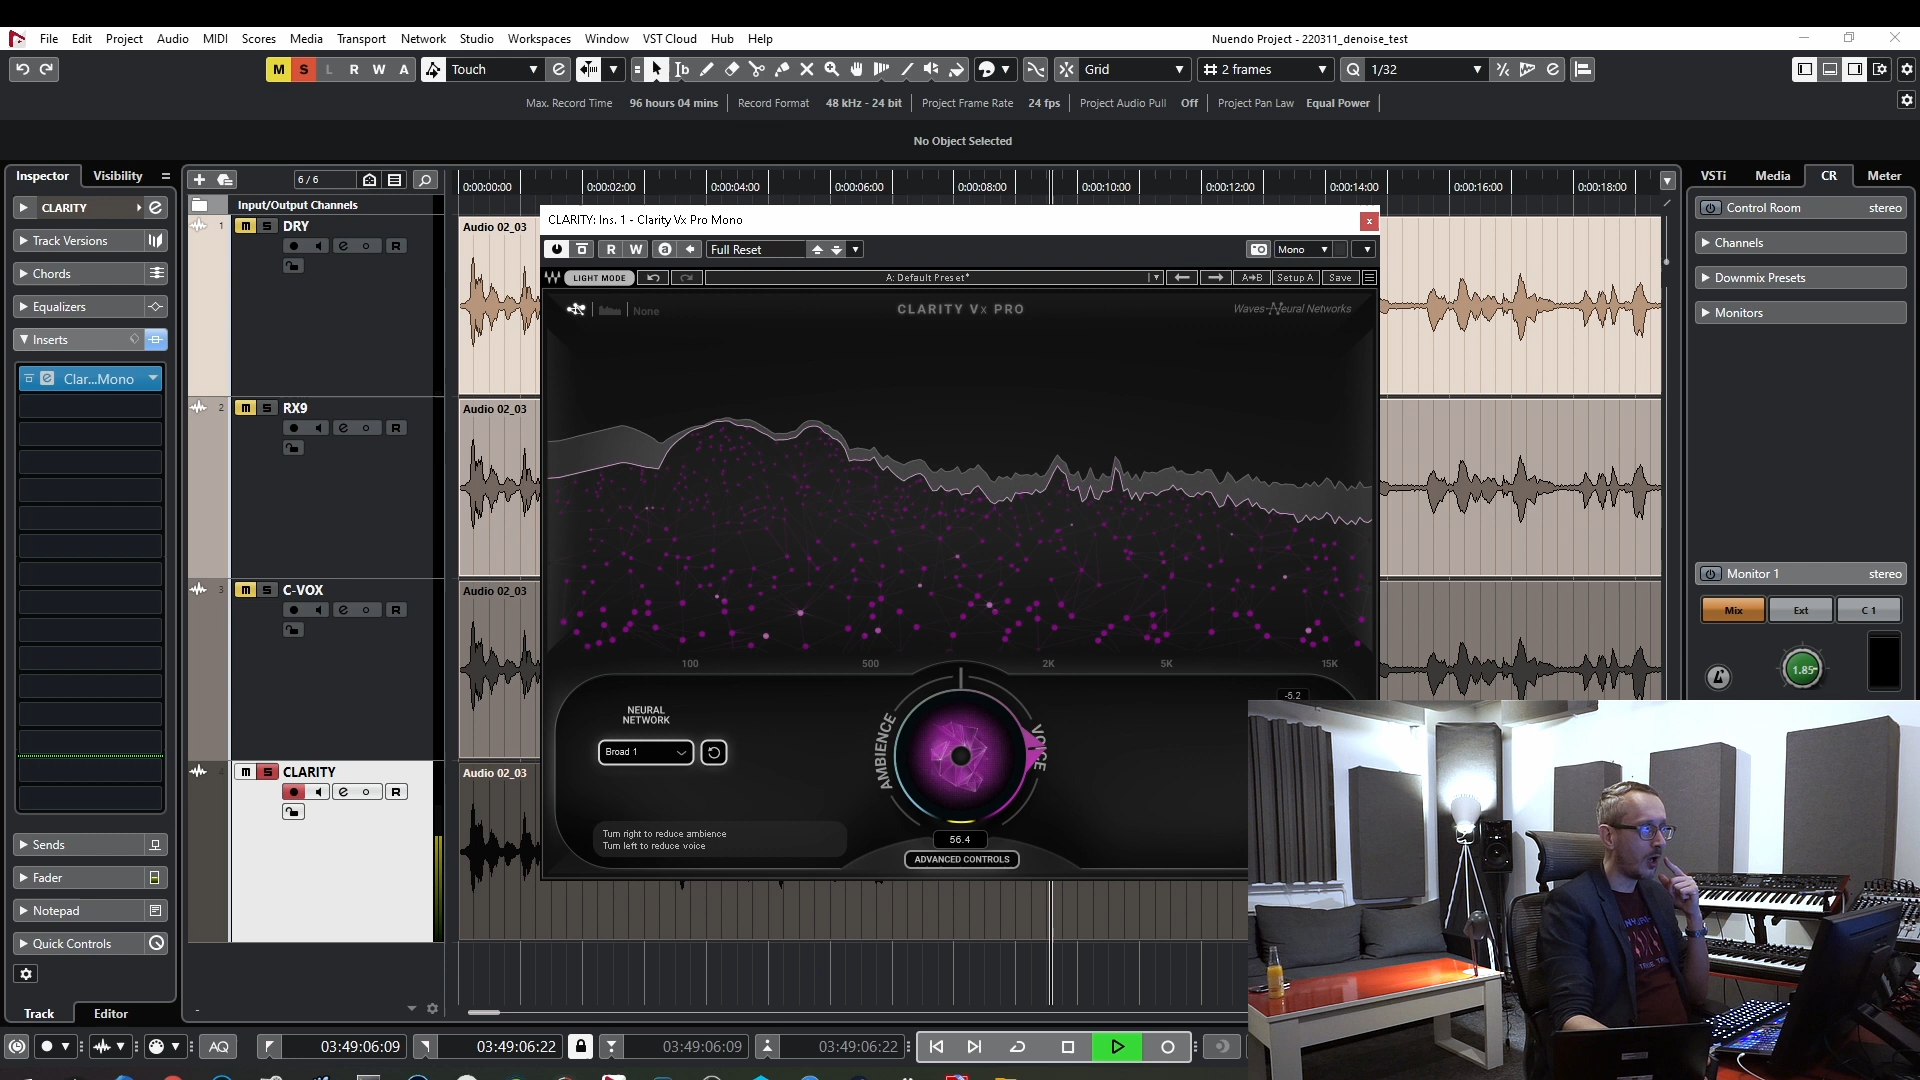 File Edit Project Audio MIDI Scores Media Transport Network Studio Workspaces Window VST Cloud Hub Help
Nuendo Project - 220311_denoise_test
M S L R W A Touch Grid 2 frames Q 1/32
Max. Record Time 96 hours 04 mins Record Format 48 kHz - 24 bit Project Frame Rate 24 fps Project Audio Pull Off Project Pan Law Equal Power
No Object Selected
Inspector Visibility
CLARITY
Track Versions
Chords
Equalizers
Inserts
Clar...Mono
Sends
Fader
Notepad
Quick Controls
Track Editor
6 / 6
Input/Output Channels
1 m S DRY
R
2 m S RX9
R
3 m S C-VOX
R
4 m S CLARITY
R
0:00:00:00 0:00:02:00 0:00:04:00 0:00:06:00 0:00:08:00 0:00:10:00 0:00:12:00 0:00:14:00 0:00:16:00 0:00:18:00
Audio 02_03
Audio 02_03
Audio 02_03
Audio 02_03
CLARITY: Ins. 1 - Clarity Vx Pro Mono
R W a Full Reset Mono
LIGHT MODE A: Default Preset* A→B Setup A Save
None CLARITY Vx PRO Waves Neural Networks
100 500 2K 5K 15K
-5.2
NEURAL
NETWORK
Broad 1
AMBIENCE
VOICE
Turn right to reduce ambience
Turn left to reduce voice
56.4
ADVANCED CONTROLS
VSTi Media CR Meter
Control Room stereo
Channels
Downmix Presets
Monitors
Monitor 1 stereo
Mix Ext C 1
1.85
TRUE
AQ 03:49:06:09 03:49:06:22 03:49:06:09 03:49:06:22